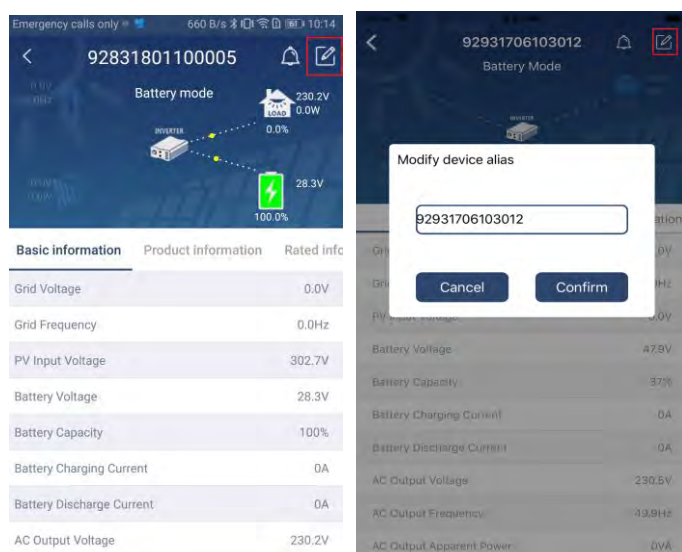 Emergency calls only
660 B/s
10:14
92831801100005
Battery mode
230.2V
LOAD
0.0W
INVERTER
0.0%
28.3V
100.0%
Basic information
Product information
Rated info
Grid Voltage
0.0V
Grid Frequency
0.0Hz
PV Input Voltage
302.7V
Battery Voltage
28.3V
Battery Capacity
100%
Battery Charging Current
0A
Battery Discharge Current
0A
AC Output Voltage
230.2V
92931706103012
Battery Mode
INVERTER
Modify device alias
92931706103012
Cancel
Confirm
Battery Voltage
47.9V
Battery Capacity
37%
Battery Charging Current
0A
Battery Discharge Current
0A
AC Output Voltage
230.6V
AC Output Frequency
49.9Hz
AC Output Apparent Power
0VA